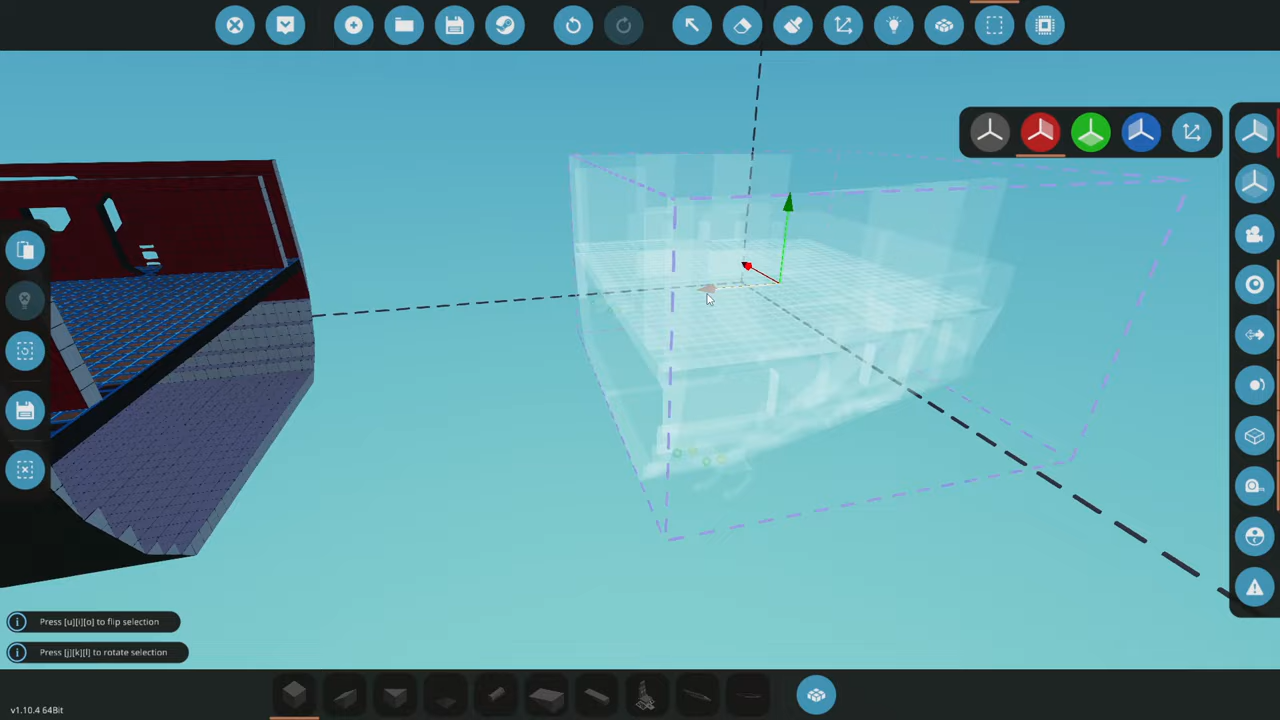 Press [u][i][o] to flip selection
Press [j][k][l] to rotate selection
v1.10.4 64Bit